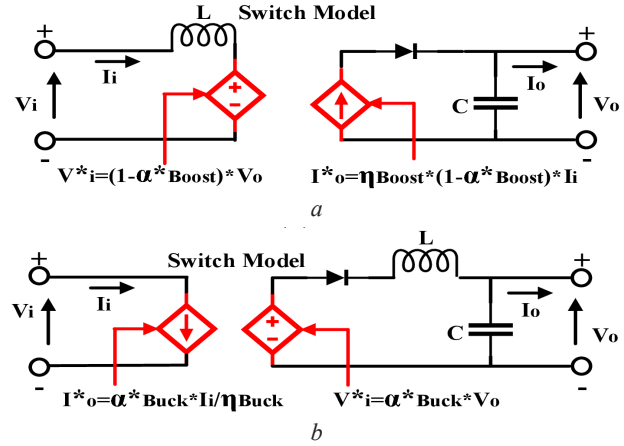 L Switch Model
+ +
Ii Io
Vi + - C Vo
- -
V*i=(1-α*Boost)*Vo I*o=ηBoost*(1-α*Boost)*Ii
a
L
+ Switch Model +
Ii Io
Vi + - C Vo
- -
I*o=α*Buck*Ii/ηBuck V*i=α*Buck*Vo
b